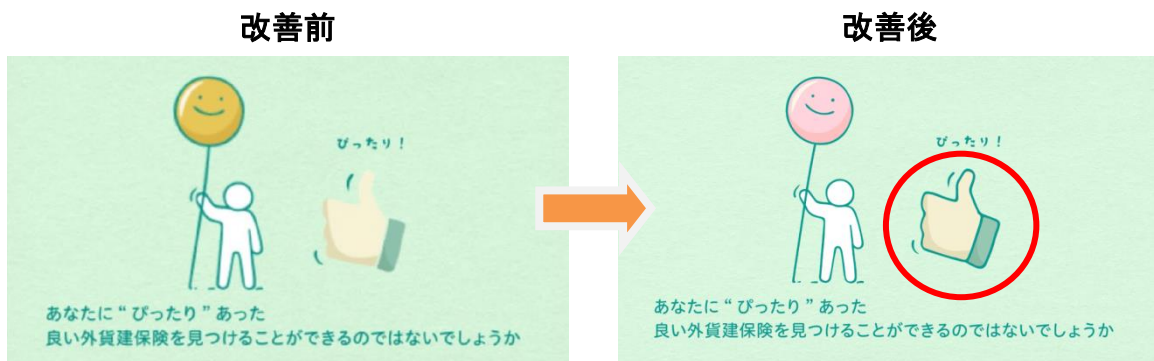 改善前
ぴったり！
あなたに“ぴったり”あった
良い外貨建保険を見つけることができるのではないでしょうか
改善後
ぴったり！
あなたに“ぴったり”あった
良い外貨建保険を見つけることができるのではないでしょうか